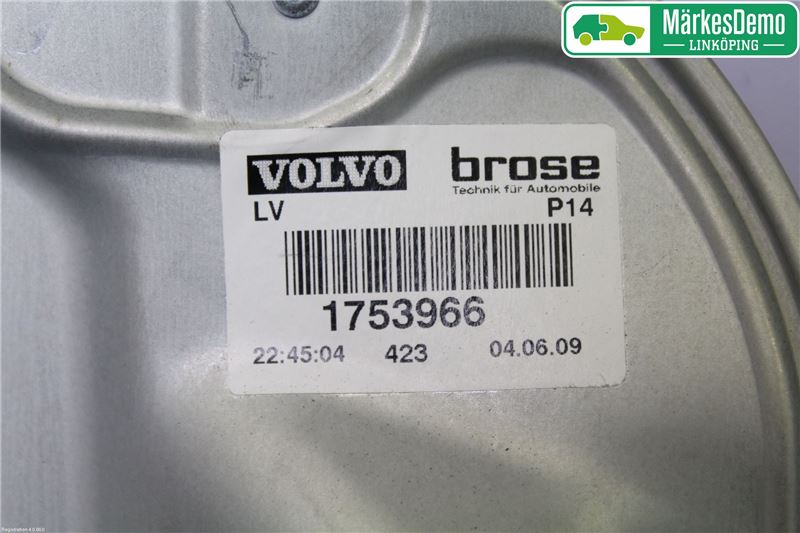 MärkesDemo
LINKÖPING
VOLVO brose
Technik für Automobile
LV P14
1753966
22:45:04 423 04.06.09